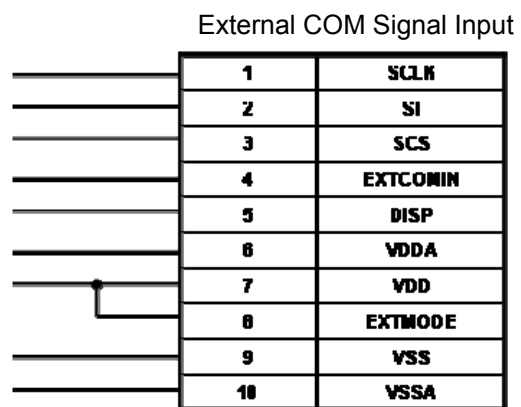 External COM Signal Input
1 SCLK
2 SI
3 SCS
4 EXTCOMIN
5 DISP
6 VDDA
7 VDD
8 EXTMODE
9 VSS
10 VSSA